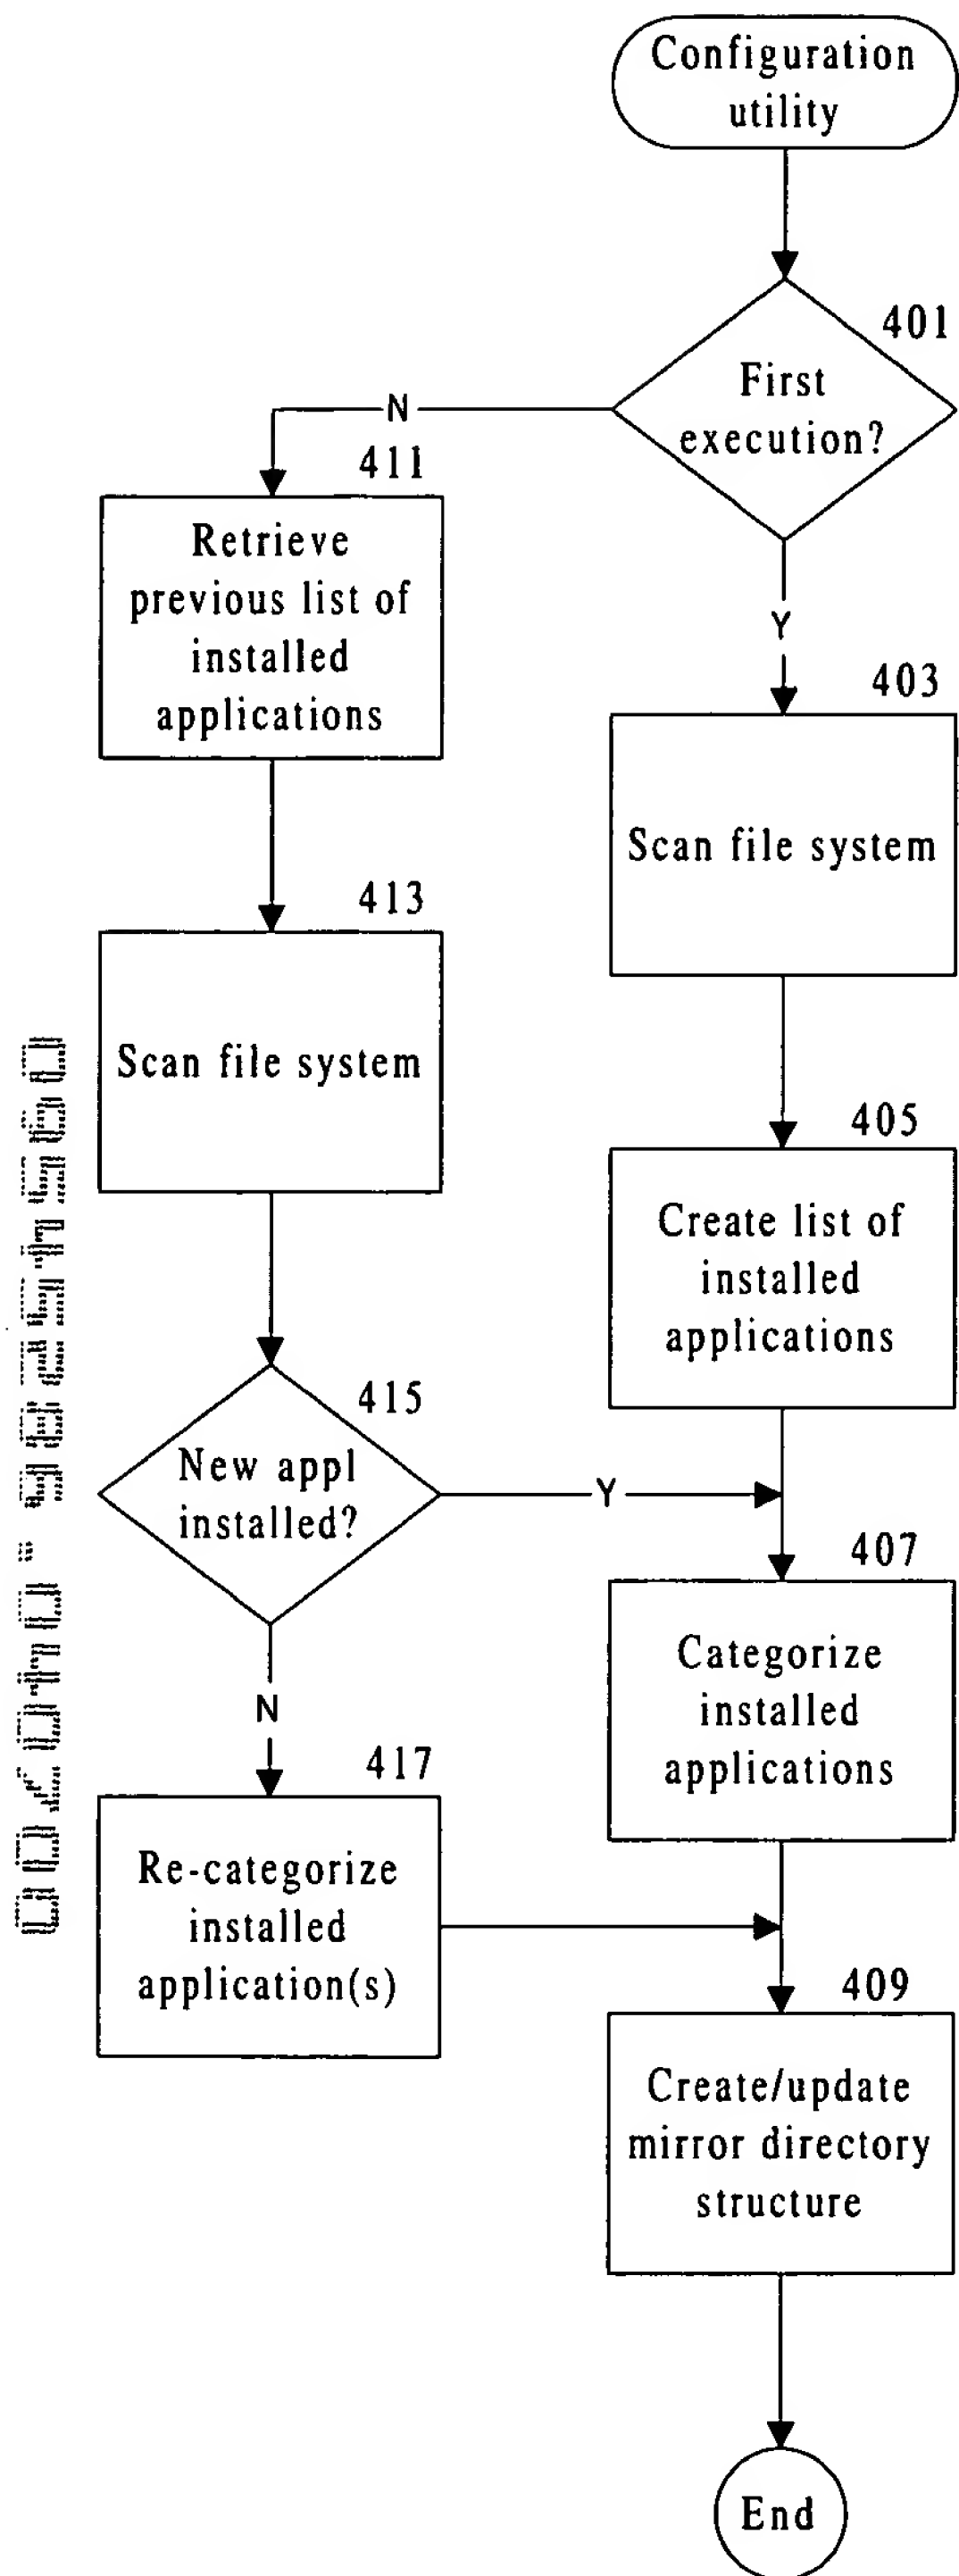 Configuration
utility
401
First
execution?
N
411
Retrieve
previous list of
installed
applications
Y
403
Scan file system
413
Scan file system
405
Create list of
installed
applications
415
New appl
installed?
Y
407
Categorize
installed
applications
N
417
Re-categorize
installed
application(s)
409
Create/update
mirror directory
structure
End